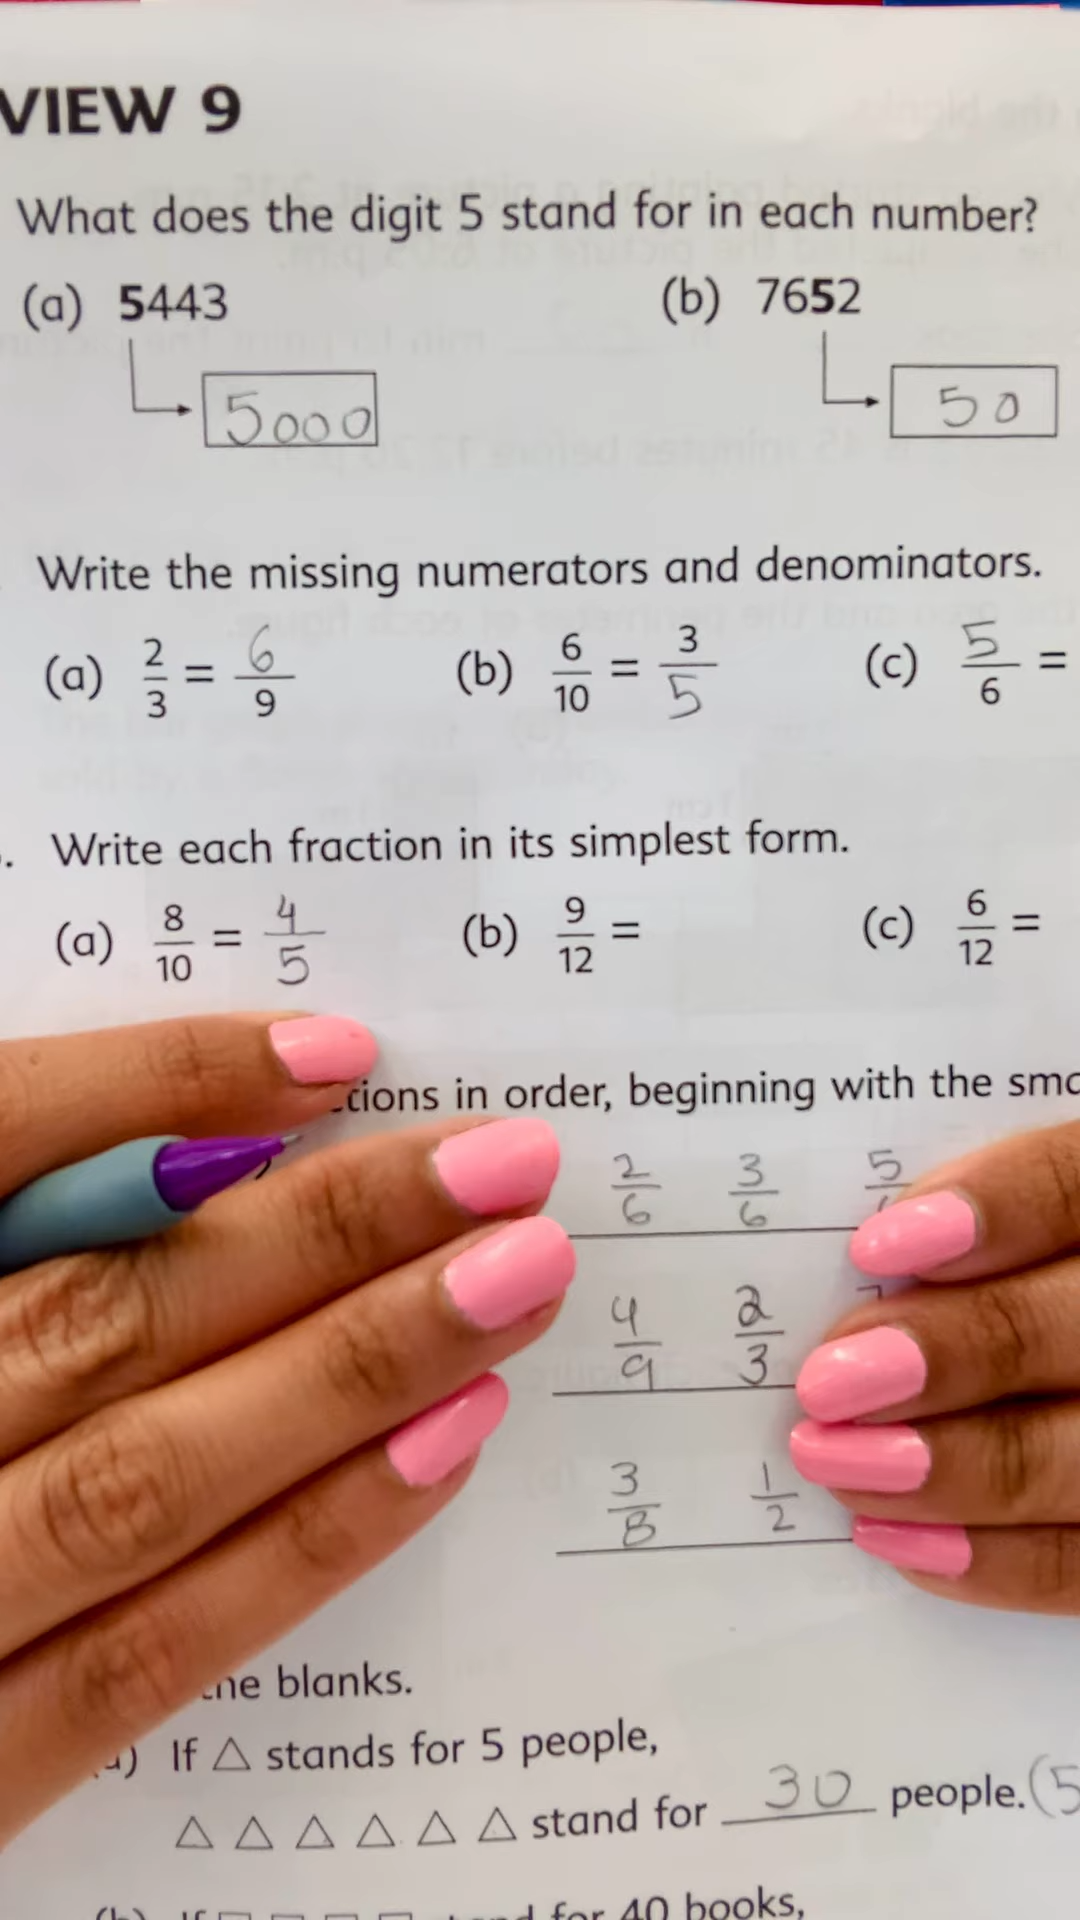 VIEW 9
What does the digit 5 stand for in each number?
(a) 5443 (b) 7652
5000 50
Write the missing numerators and denominators.
(a) 2/3 = 6/9 (b) 6/10 = 3/5 (c) 5/6 =
Write each fraction in its simplest form.
(a) 8/10 = 4/5 (b) 9/12 = (c) 6/12 =
tions in order, beginning with the sma
2/6 3/6 5
4/9 2/3
3/8 1/2
the blanks.
If △ stands for 5 people,
△ △ △ △ △ △ stand for 30 people. (5
(b) If for 40 books,